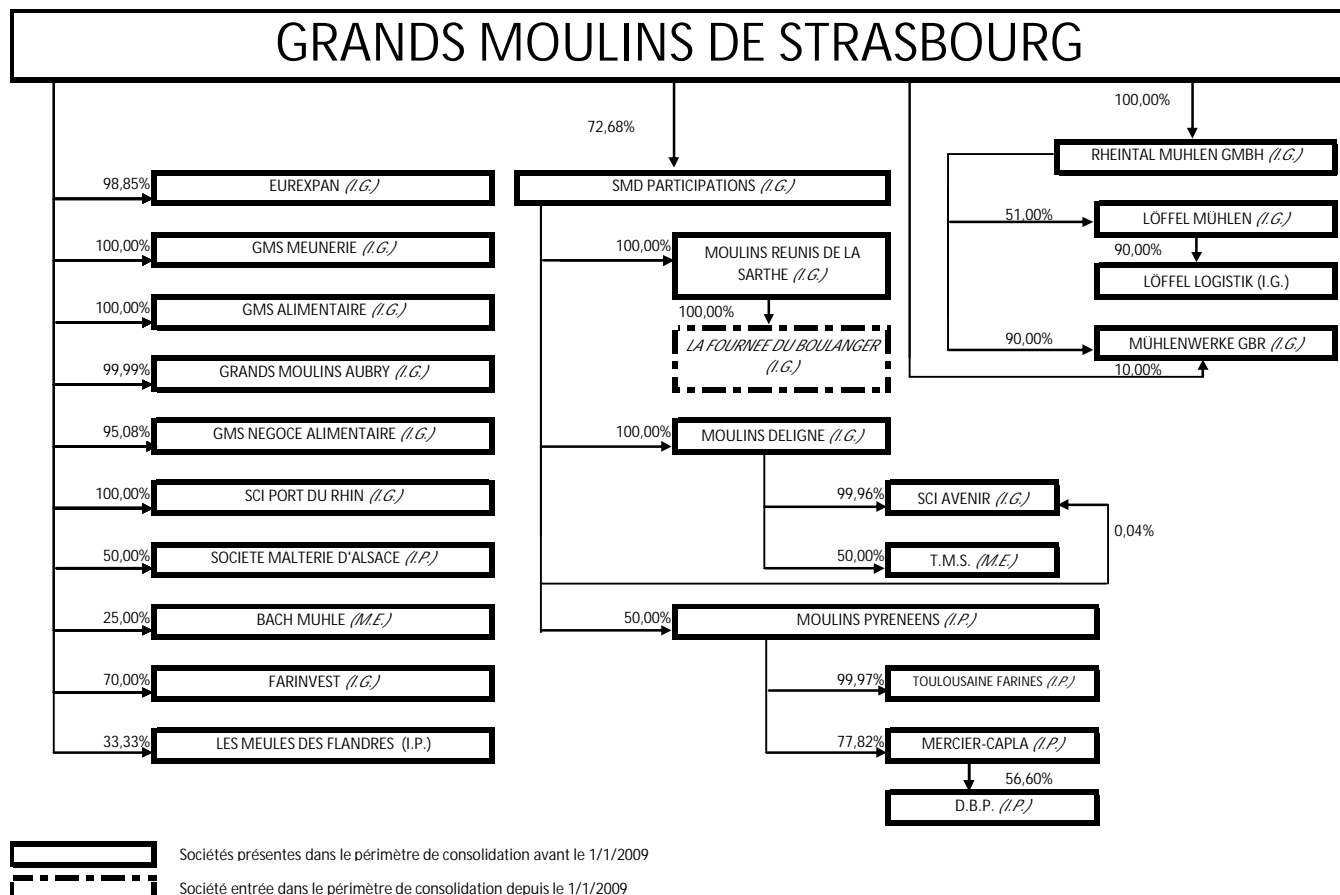 GRANDS MOULINS DE STRASBOURG
100,00%
72,68%
RHEINTAL MUHLEN GMBH (I.G.)
98,85%
EUREXPAN (I.G.)
SMD PARTICIPATIONS (I.G.)
51,00%
LÖFFEL MÜHLEN (I.G.)
100,00%
GMS MEUNERIE (I.G.)
100,00%
MOULINS REUNIS DE LA
SARTHE (I.G.)
90,00%
LÖFFEL LOGISTIK (I.G.)
100,00%
GMS ALIMENTAIRE (I.G.)
100,00%
LA FOURNEE DU BOULANGER
(I.G.)
90,00%
MÜHLENWERKE GBR (I.G.)
10,00%
99,99%
GRANDS MOULINS AUBRY (I.G.)
95,08%
GMS NEGOCE ALIMENTAIRE (I.G.)
100,00%
MOULINS DELIGNE (I.G.)
100,00%
SCI PORT DU RHIN (I.G.)
99,96%
SCI AVENIR (I.G.)
0,04%
50,00%
SOCIETE MALTERIE D'ALSACE (I.P.)
50,00%
T.M.S. (M.E.)
25,00%
BACH MUHLE (M.E.)
50,00%
MOULINS PYRENEENS (I.P.)
70,00%
FARINVEST (I.G.)
99,97%
TOULOUSAINE FARINES (I.P.)
33,33%
LES MEULES DES FLANDRES (I.P.)
77,82%
MERCIER-CAPLA (I.P.)
56,60%
D.B.P. (I.P.)
Sociétés présentes dans le périmètre de consolidation avant le 1/1/2009
Société entrée dans le périmètre de consolidation depuis le 1/1/2009